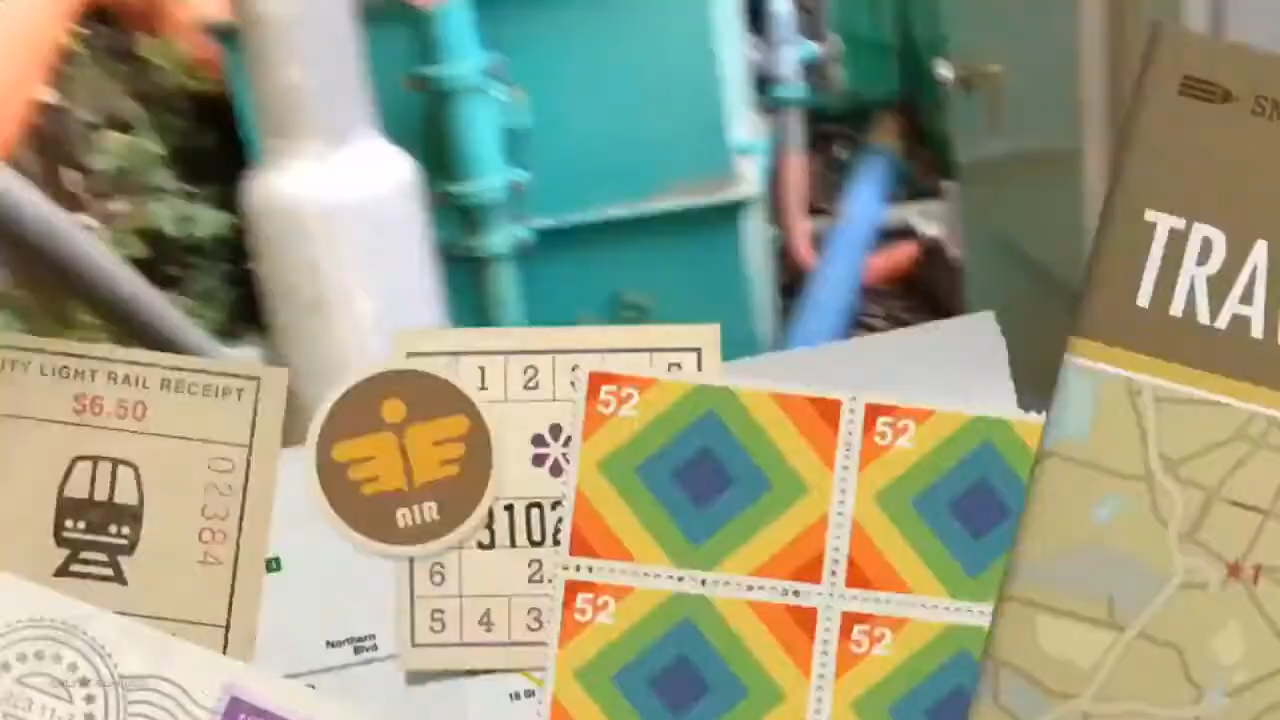 ITY LIGHT RAIL RECEIPT
$6.50
02384
AIR
1 2
3102
6 2
5 4 3
52
52
52
52
Northern
Blvd
TRA
1